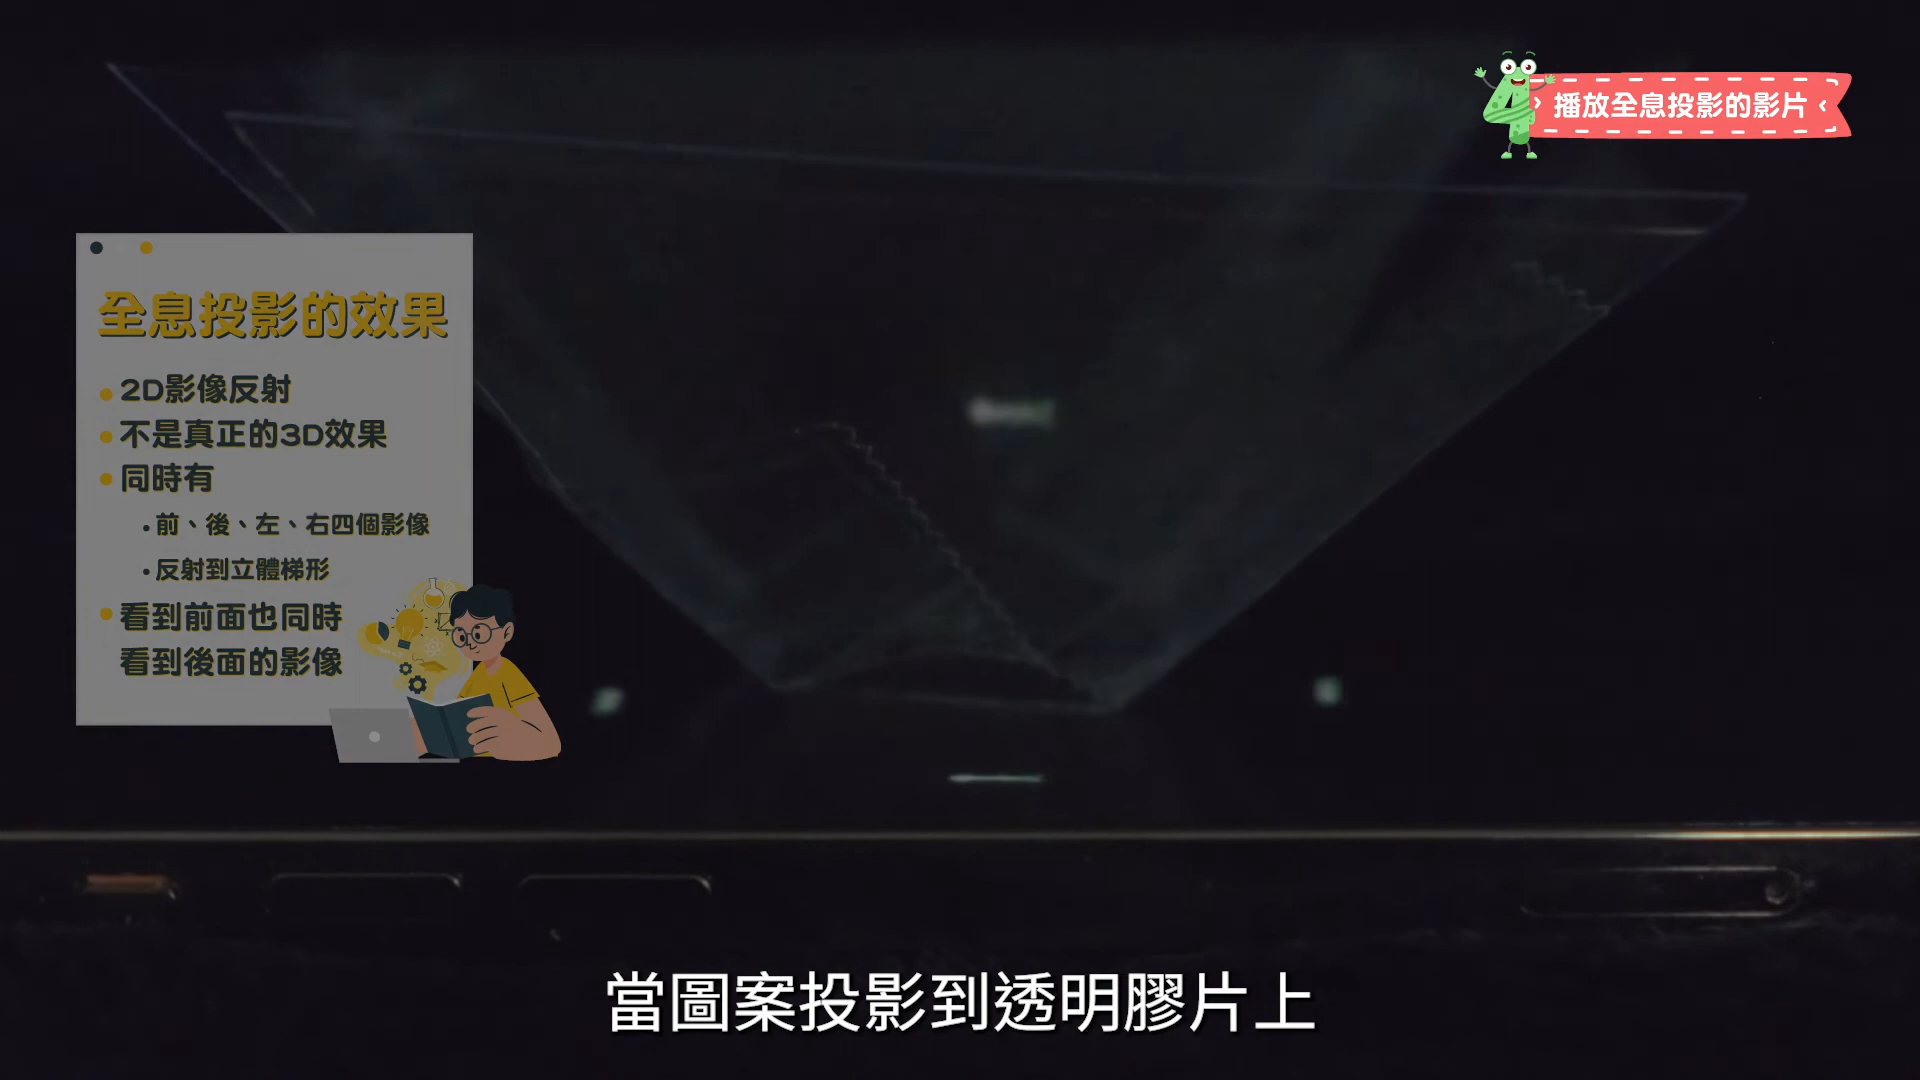 播放全息投影的影片
全息投影的效果
2D影像反射
不是真正的3D效果
同時有
前、後、左、右四個影像
反射到立體梯形
看到前面也同時
看到後面的影像
當圖案投影到透明膠片上